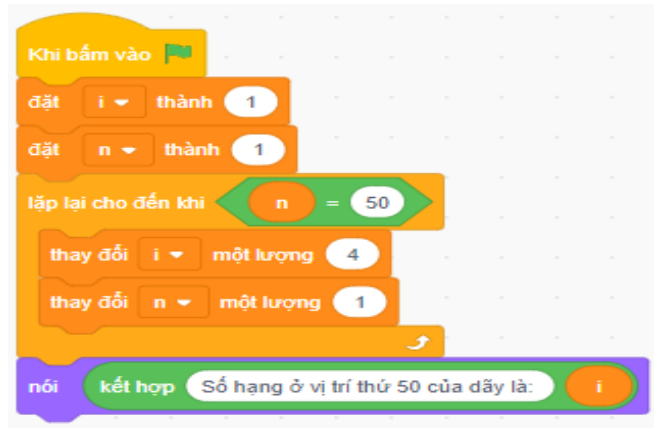 Khi bấm vào
đặt i thành 1
đặt n thành 1
lặp lại cho đến khi n = 50
thay đổi i một lượng 4
thay đổi n một lượng 1
nói kết hợp Số hạng ở vị trí thứ 50 của dãy là: i